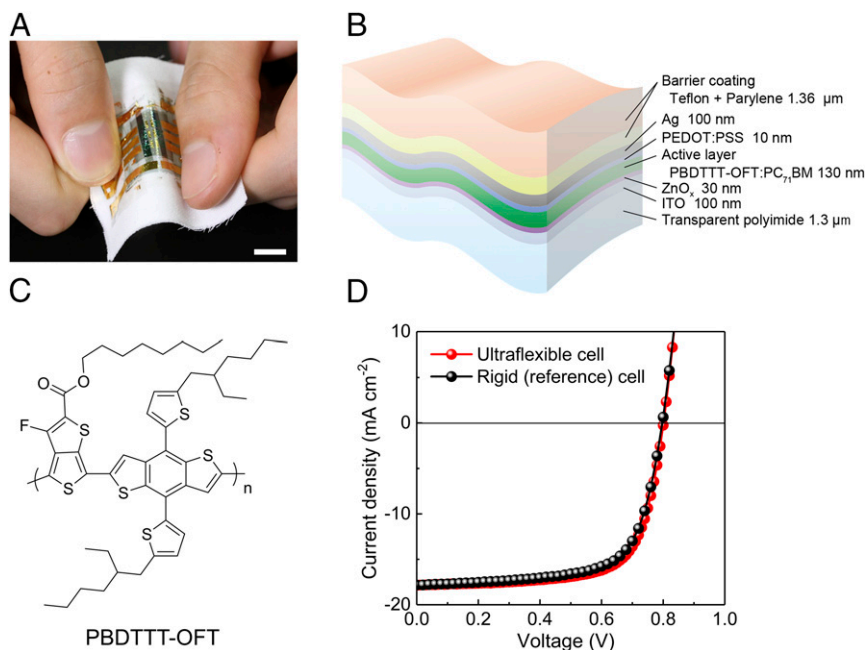 A
B
Barrier coating
Teflon + Parylene 1.36 μm
Ag 100 nm
PEDOT:PSS 10 nm
Active layer
PBDTTT-OFT:PC71BM 130 nm
ZnOx 30 nm
ITO 100 nm
Transparent polyimide 1.3 μm
C
O
O
F
S
S
S
S
S
S
n
PBDTTT-OFT
D
Current density (mA cm-2)
10
0
-10
-20
Ultraflexible cell
Rigid (reference) cell
0.0 0.2 0.4 0.6 0.8 1.0
Voltage (V)